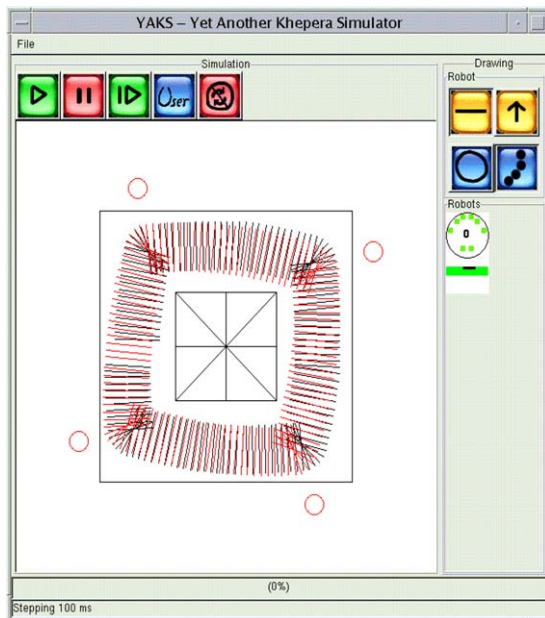 YAKS – Yet Another Khepera Simulator
File
Simulation
User
Drawing
Robot
Robots
0
(0%)
Stepping 100 ms